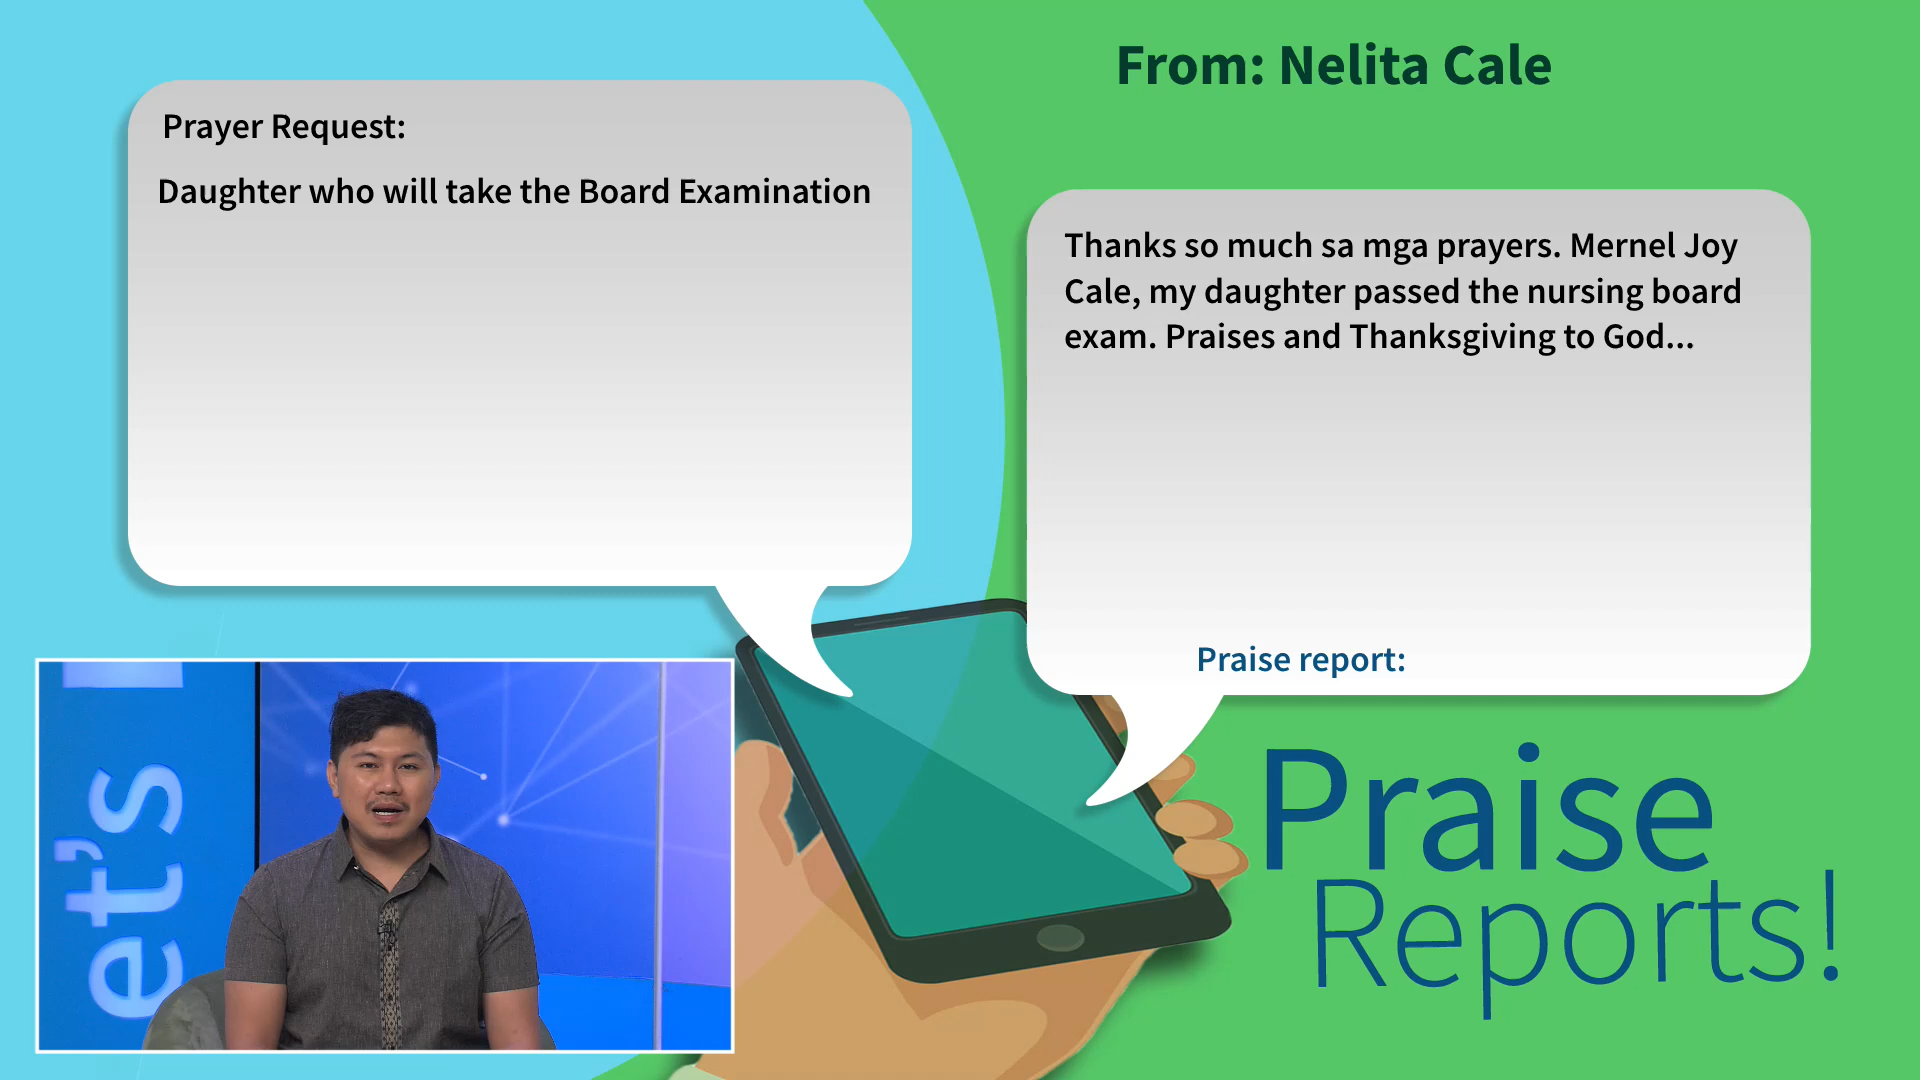 From: Nelita Cale
Prayer Request:
Daughter who will take the Board Examination
Thanks so much sa mga prayers. Mernel Joy
Cale, my daughter passed the nursing board
exam. Praises and Thanksgiving to God...
Praise report:
Praise
Reports!
et's